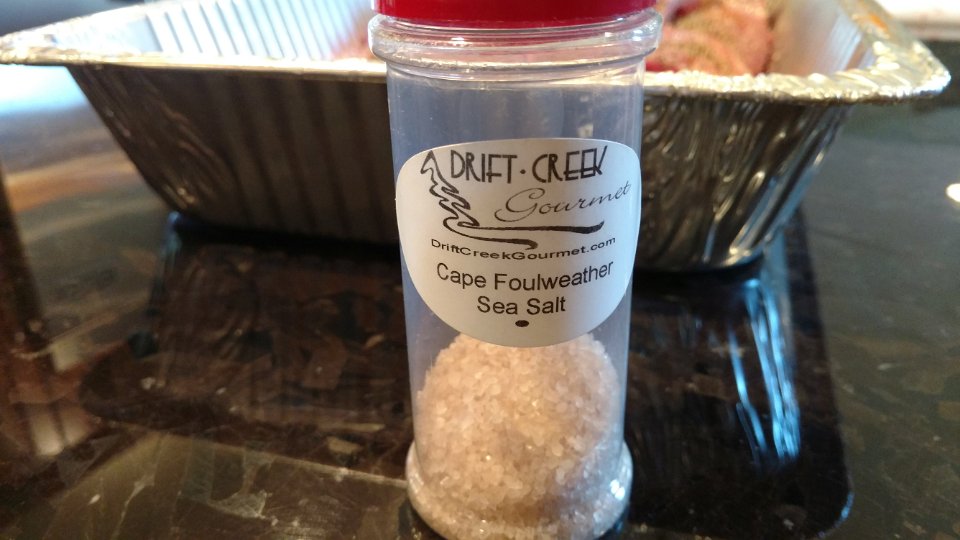 DRIFT · CREEK
Gourmet
DriftCreekGourmet.com
Cape Foulweather
Sea Salt